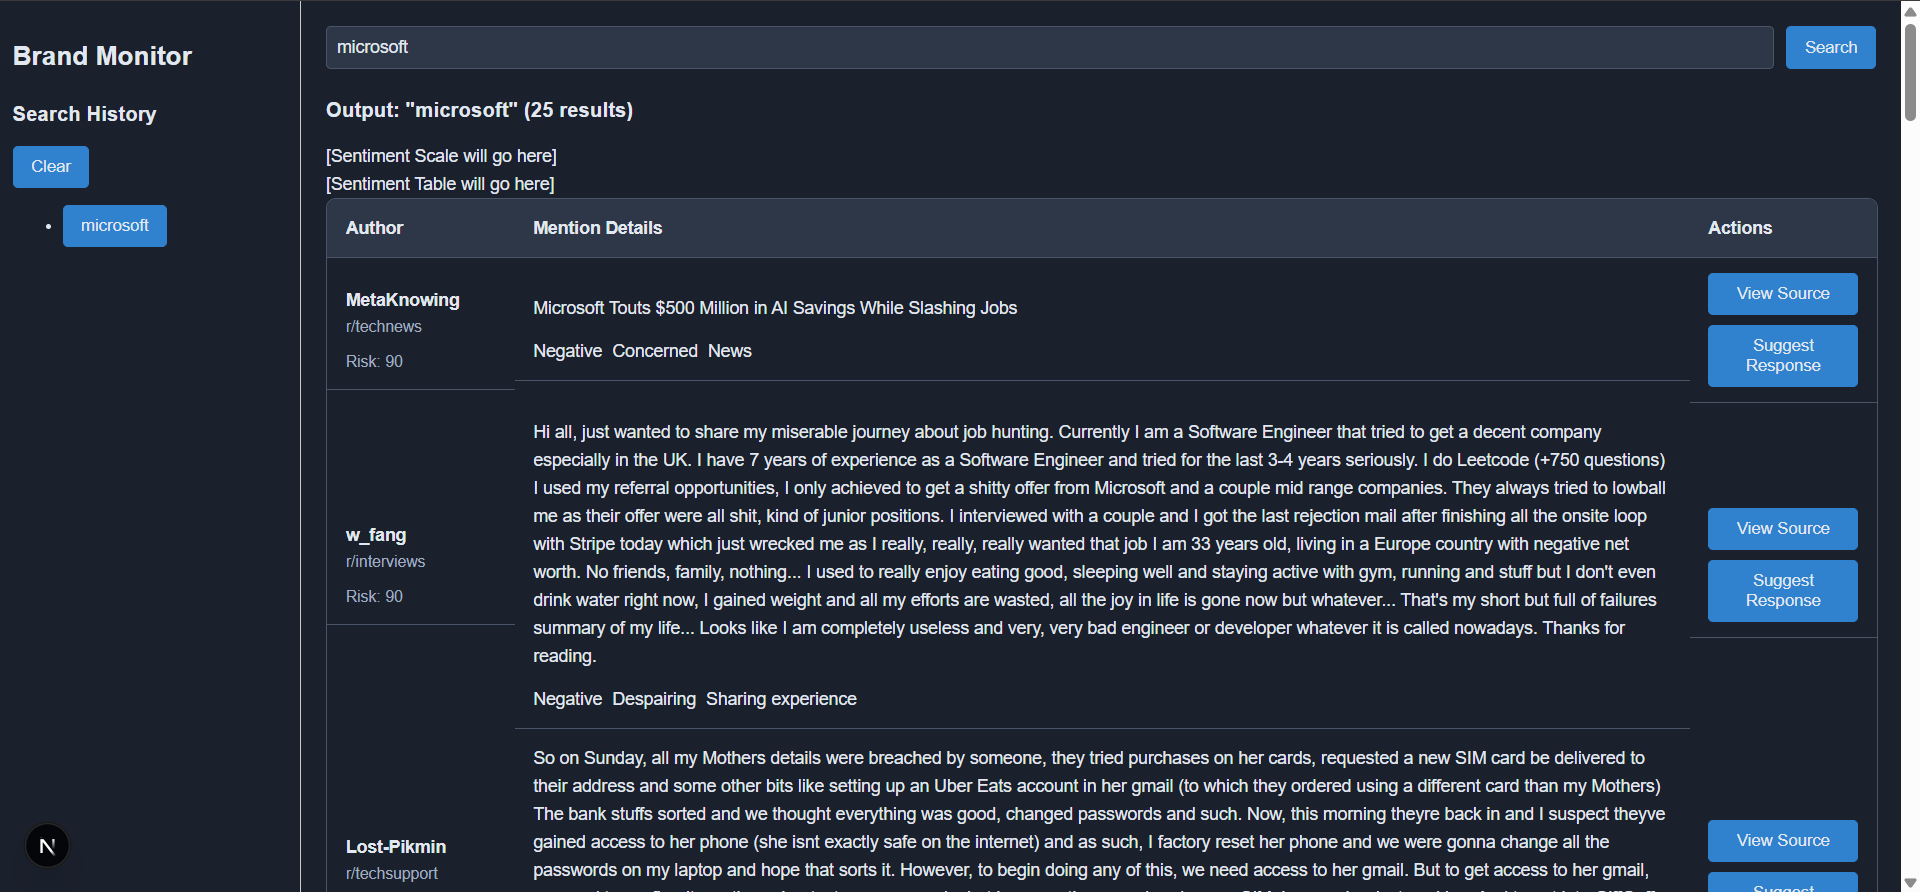 Brand Monitor
Search History
Clear
microsoft
microsoft
Search
Output: "microsoft" (25 results)
[Sentiment Scale will go here]
[Sentiment Table will go here]
Author
Mention Details
Actions
MetaKnowing
r/technews
Risk: 90
Microsoft Touts $500 Million in AI Savings While Slashing Jobs
Negative Concerned News
View Source
Suggest
Response
w_fang
r/interviews
Risk: 90
Hi all, just wanted to share my miserable journey about job hunting. Currently I am a Software Engineer that tried to get a decent company
especially in the UK. I have 7 years of experience as a Software Engineer and tried for the last 3-4 years seriously. I do Leetcode (+750 questions)
I used my referral opportunities, I only achieved to get a shitty offer from Microsoft and a couple mid range companies. They always tried to lowball
me as their offer were all shit, kind of junior positions. I interviewed with a couple and I got the last rejection mail after finishing all the onsite loop
with Stripe today which just wrecked me as I really, really, really wanted that job I am 33 years old, living in a Europe country with negative net
worth. No friends, family, nothing... I used to really enjoy eating good, sleeping well and staying active with gym, running and stuff but I don't even
drink water right now, I gained weight and all my efforts are wasted, all the joy in life is gone now but whatever... That's my short but full of failures
summary of my life... Looks like I am completely useless and very, very bad engineer or developer whatever it is called nowadays. Thanks for
reading.
Negative Despairing Sharing experience
View Source
Suggest
Response
Lost-Pikmin
r/techsupport
So on Sunday, all my Mothers details were breached by someone, they tried purchases on her cards, requested a new SIM card be delivered to
their address and some other bits like setting up an Uber Eats account in her gmail (to which they ordered using a different card than my Mothers)
The bank stuffs sorted and we thought everything was good, changed passwords and such. Now, this morning theyre back in and I suspect theyve
gained access to her phone (she isnt exactly safe on the internet) and as such, I factory reset her phone and we were gonna change all the
passwords on my laptop and hope that sorts it. However, to begin doing any of this, we need access to her gmail. But to get access to her gmail,
View Source
Suggest
N